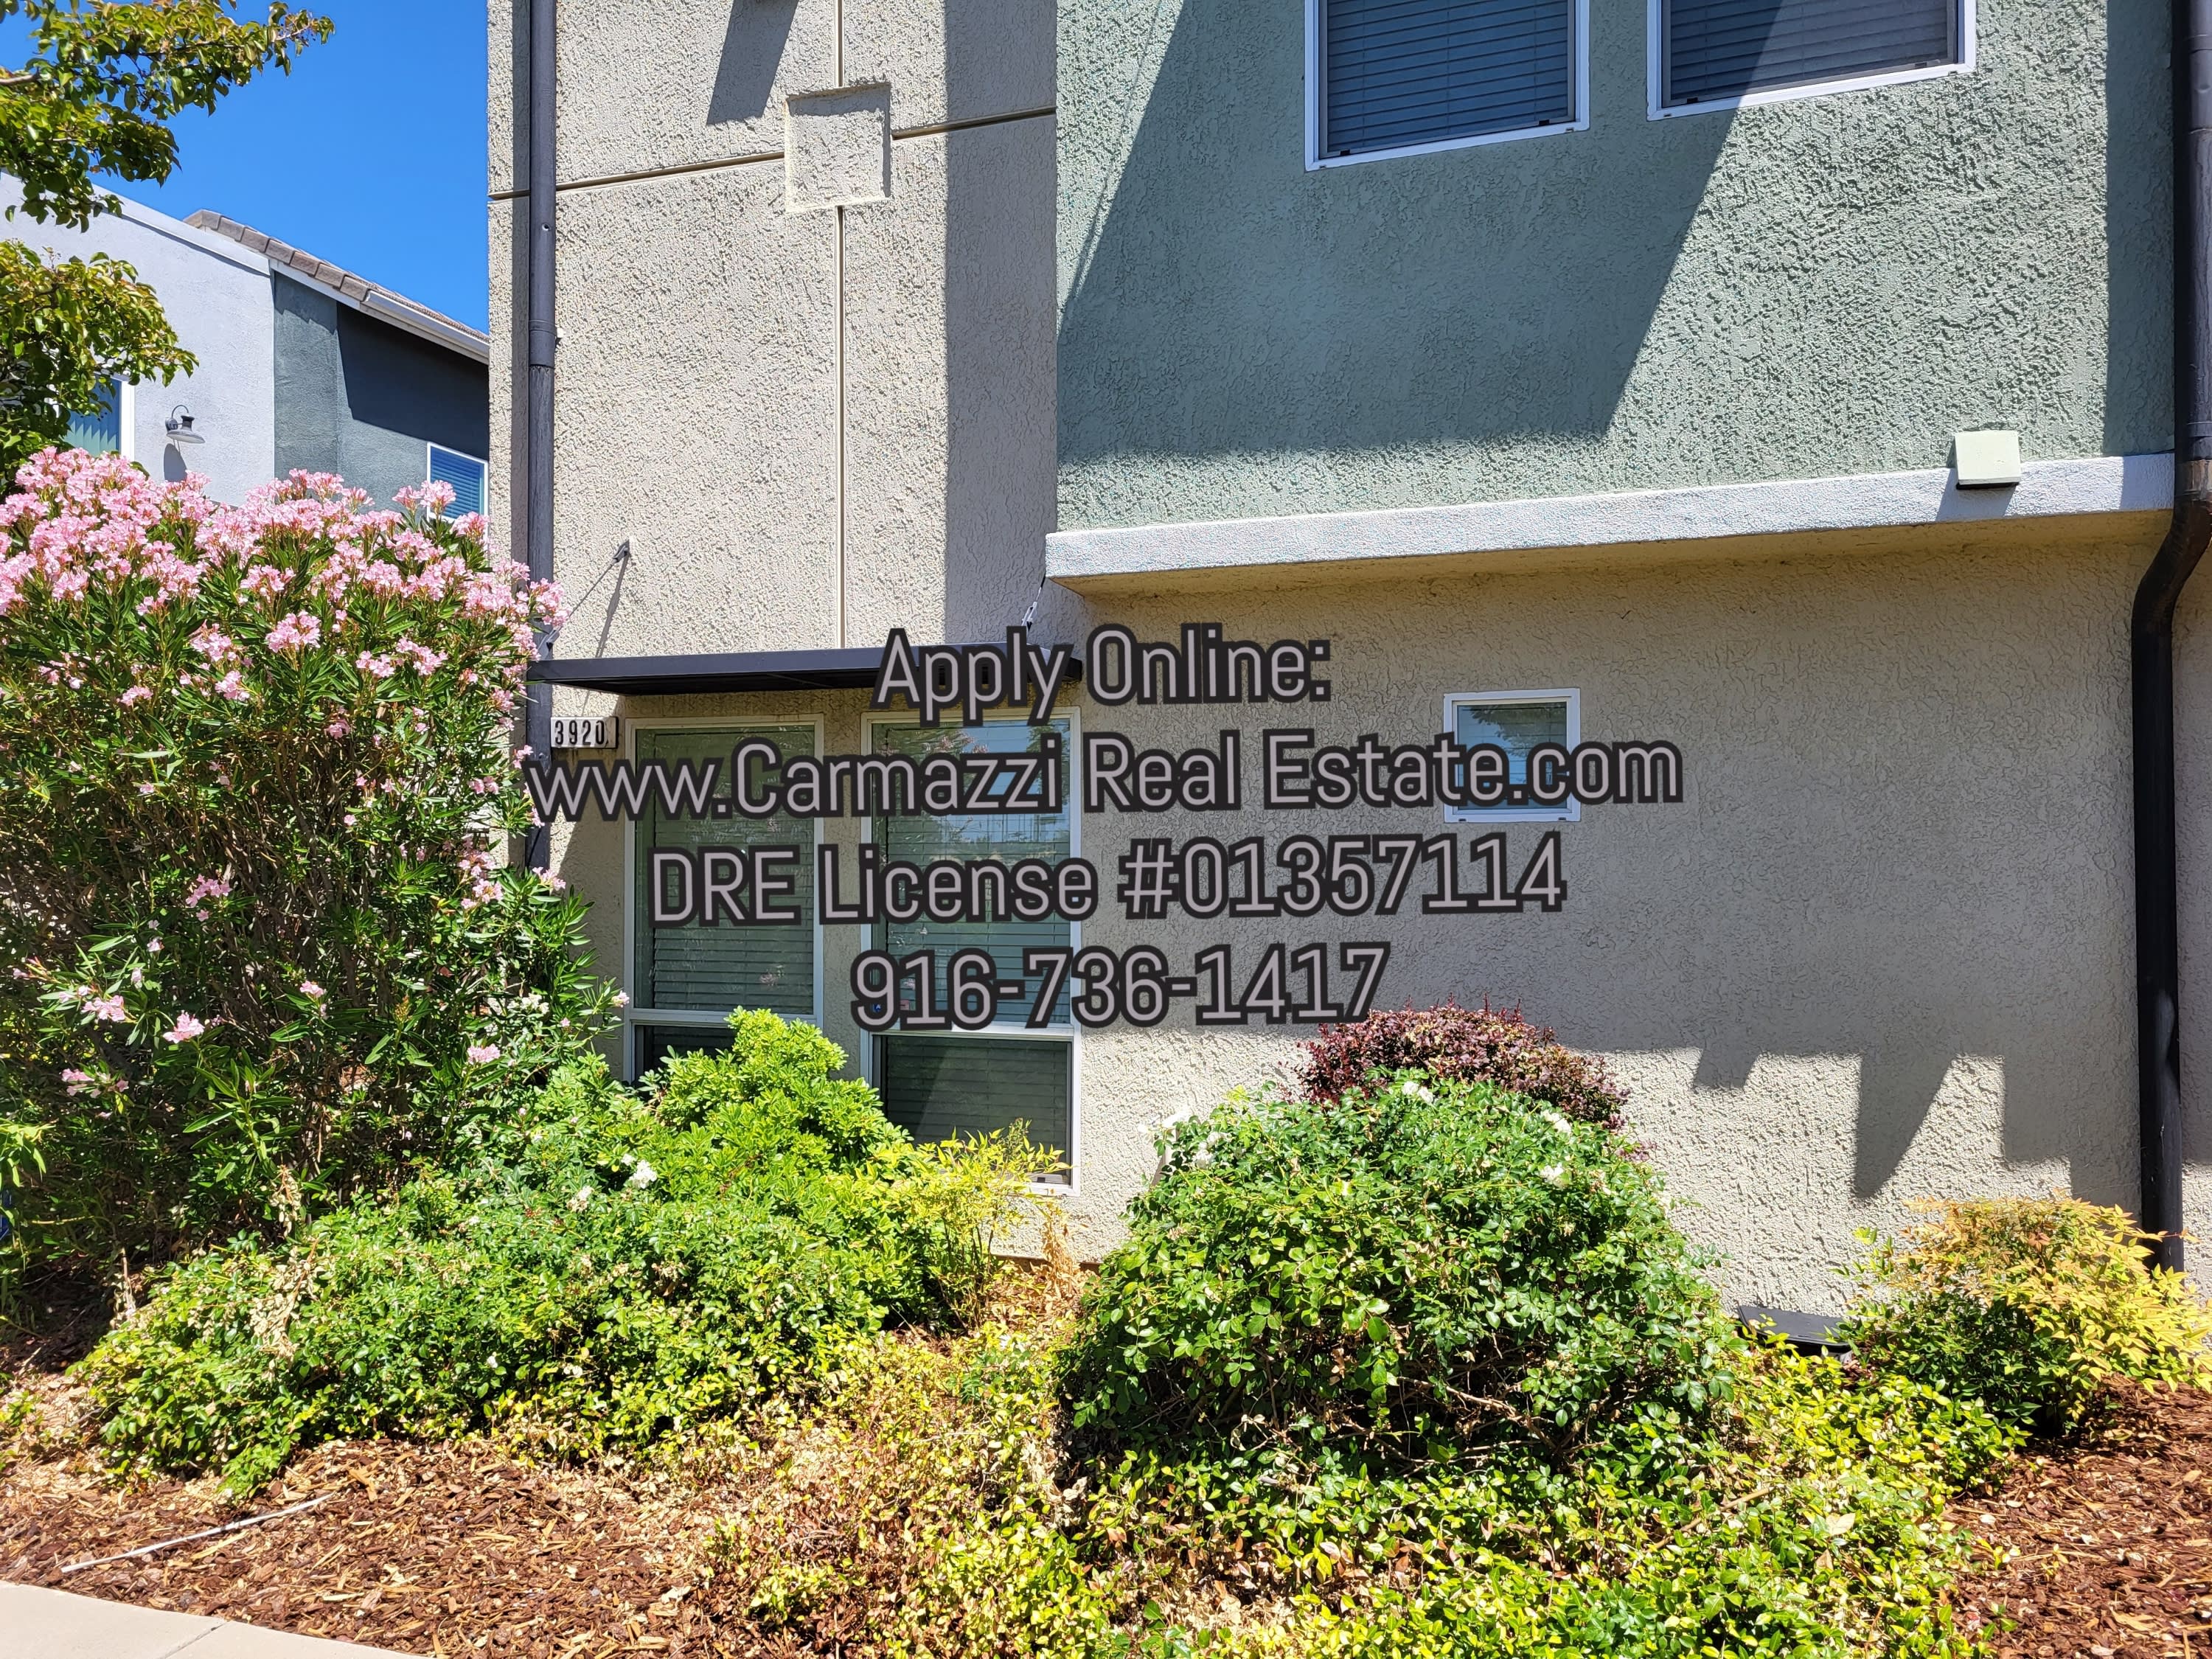 Apply Online:
www.Carmazzi Real Estate.com
DRE License #01357114
916-736-1417
3920